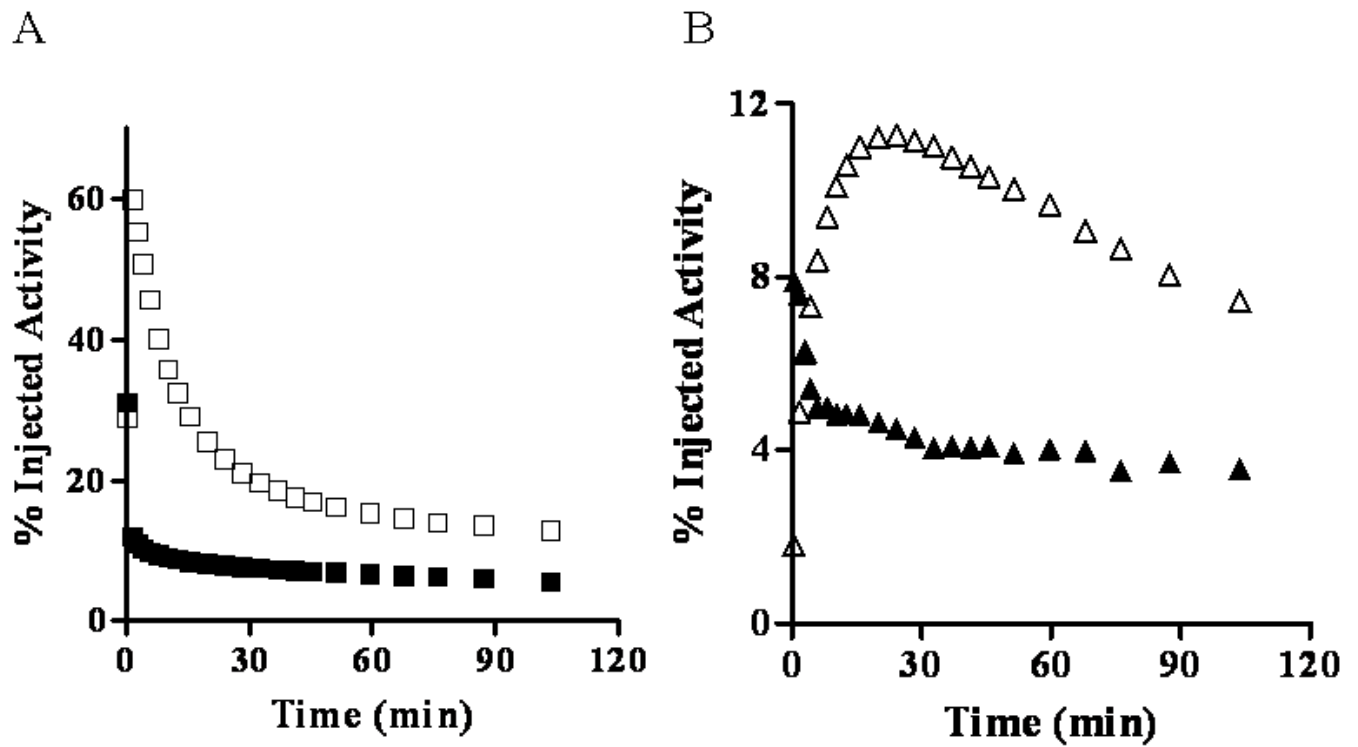 A
% Injected Activity
60
40
20
0
0 30 60 90 120
Time (min)
B
% Injected Activity
12
8
4
0
0 30 60 90 120
Time (min)